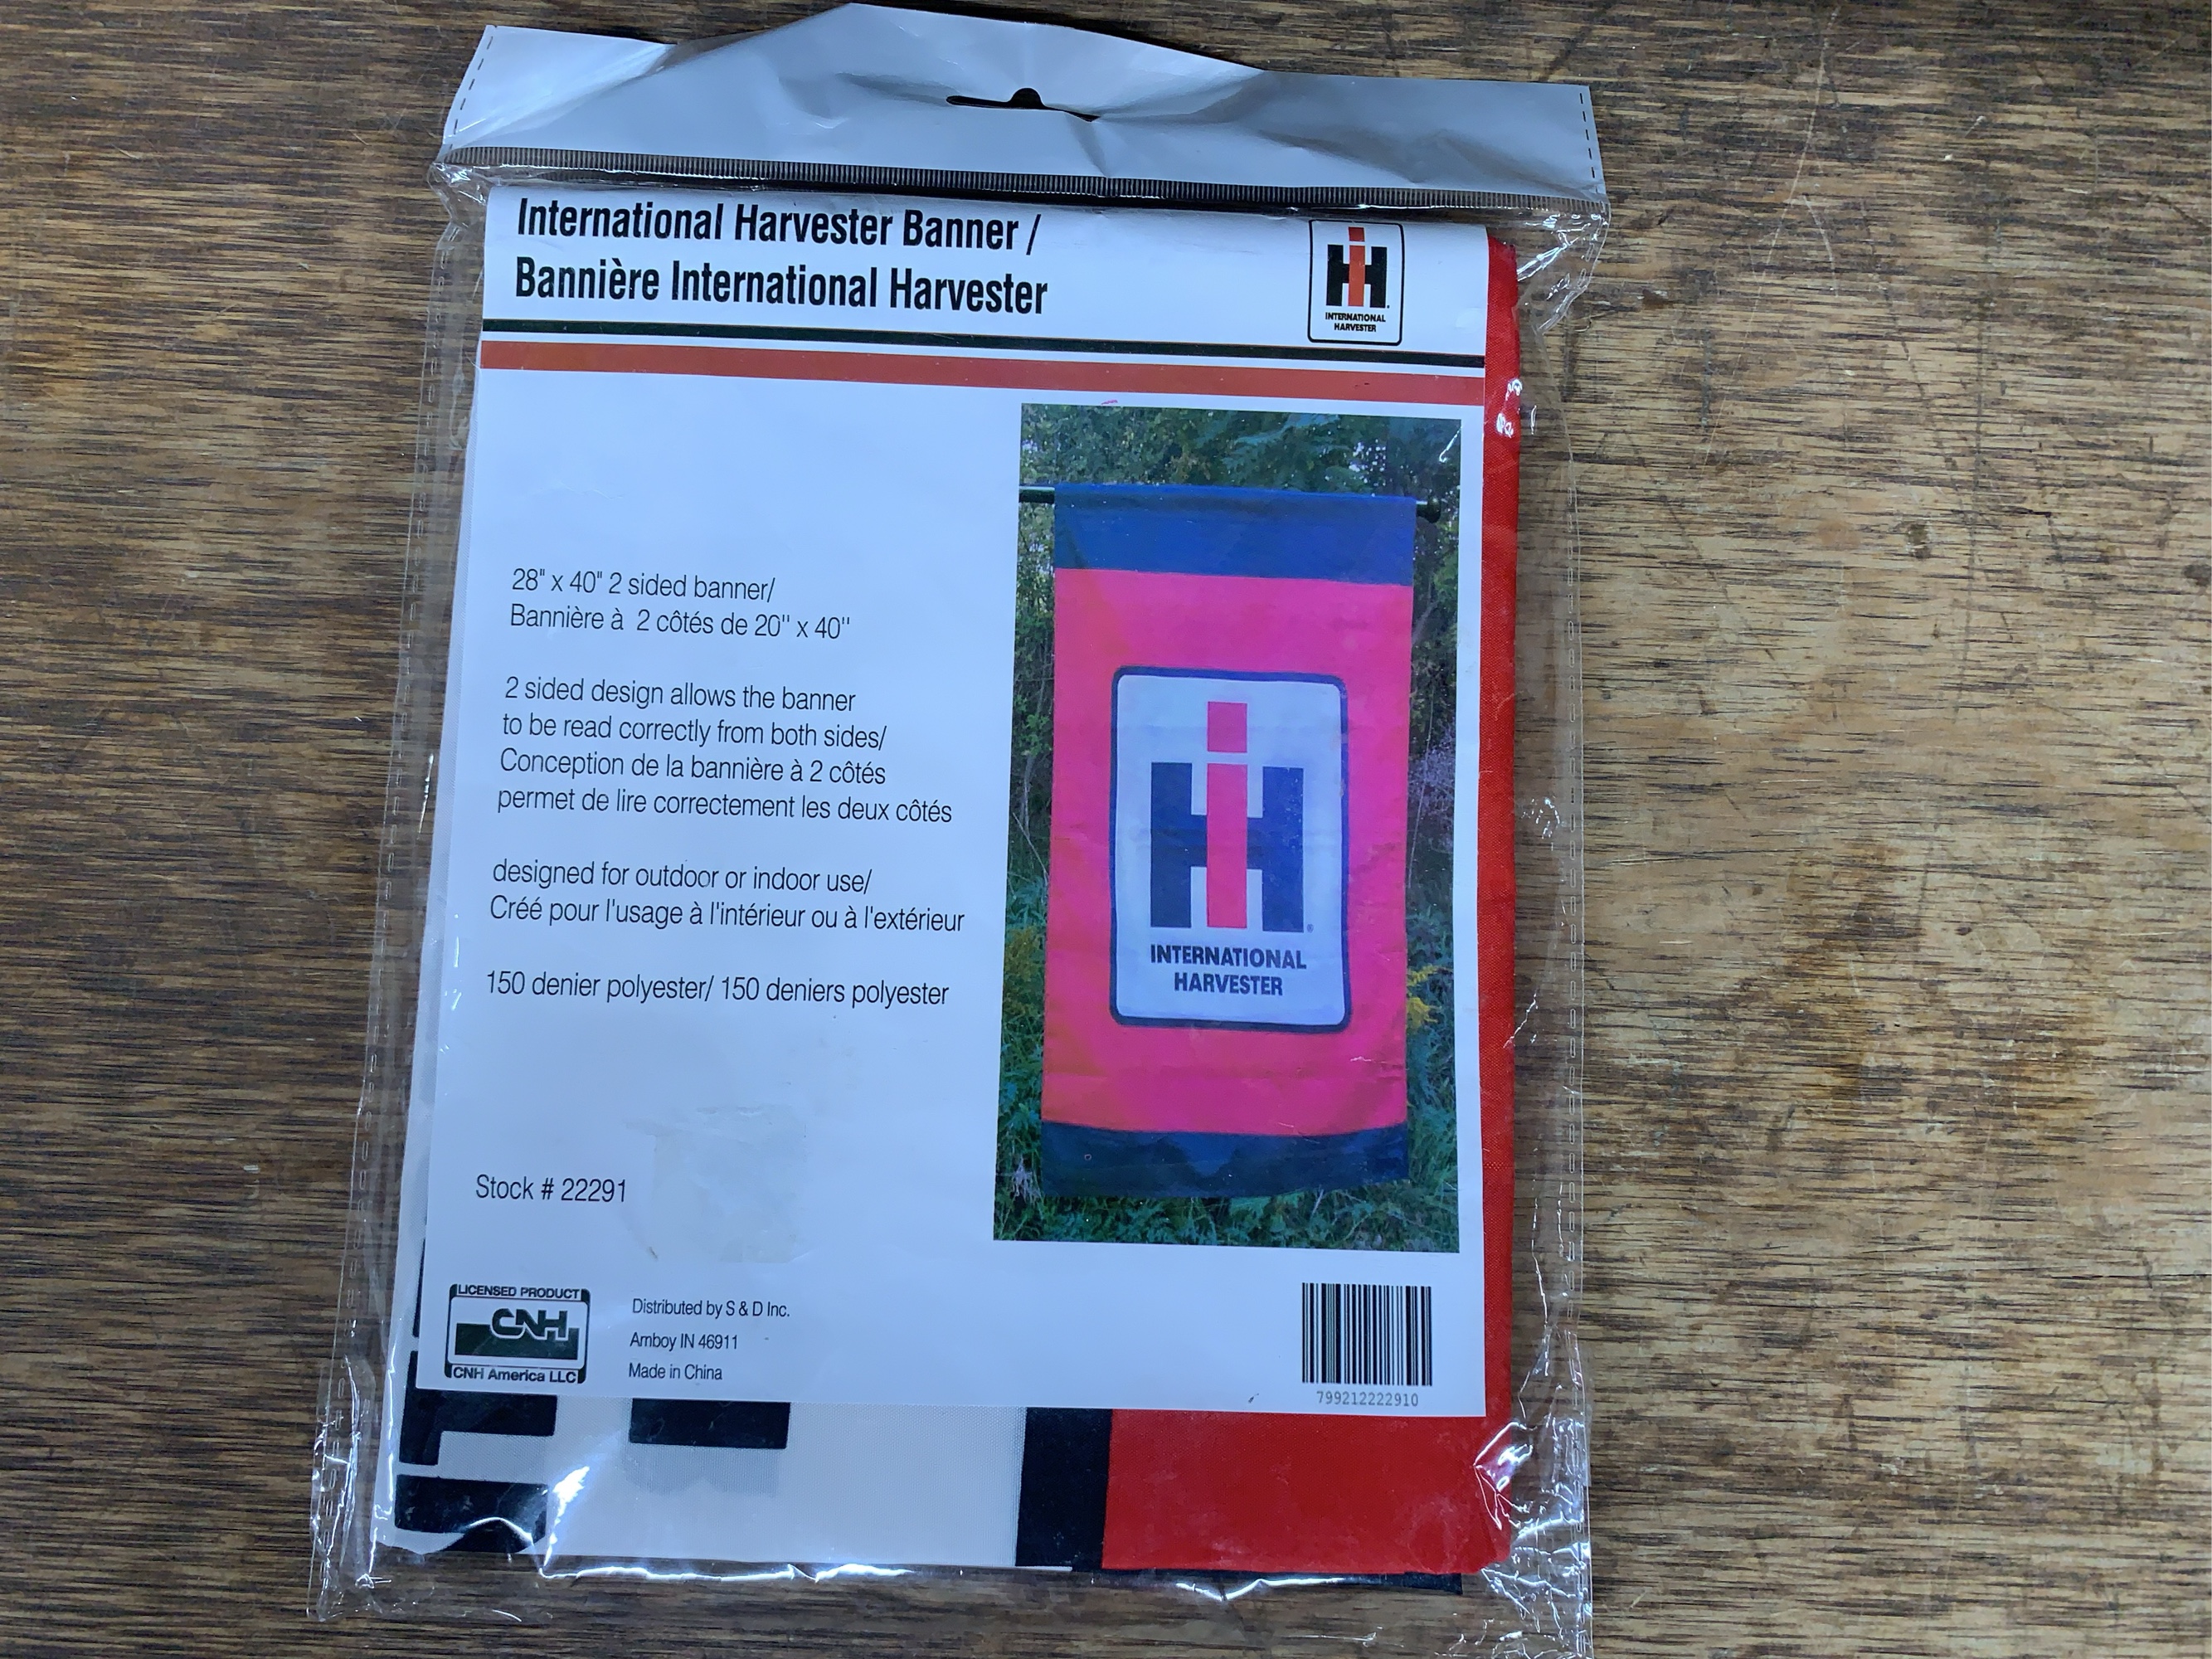 International Harvester Banner /
Bannière International Harvester
IH
INTERNATIONAL
HARVESTER
28" x 40" 2 sided banner/
Bannière à 2 côtés de 20" x 40"
2 sided design allows the banner
to be read correctly from both sides/
Conception de la bannière à 2 côtés
permet de lire correctement les deux côtés
designed for outdoor or indoor use/
Créé pour l'usage à l'intérieur ou à l'extérieur
150 denier polyester/ 150 deniers polyester
iH
INTERNATIONAL
HARVESTER
Stock # 22291
LICENSED PRODUCT
CNH
CNH America LLC
Distributed by S & D Inc.
Amboy IN 46911
Made in China
799212222910